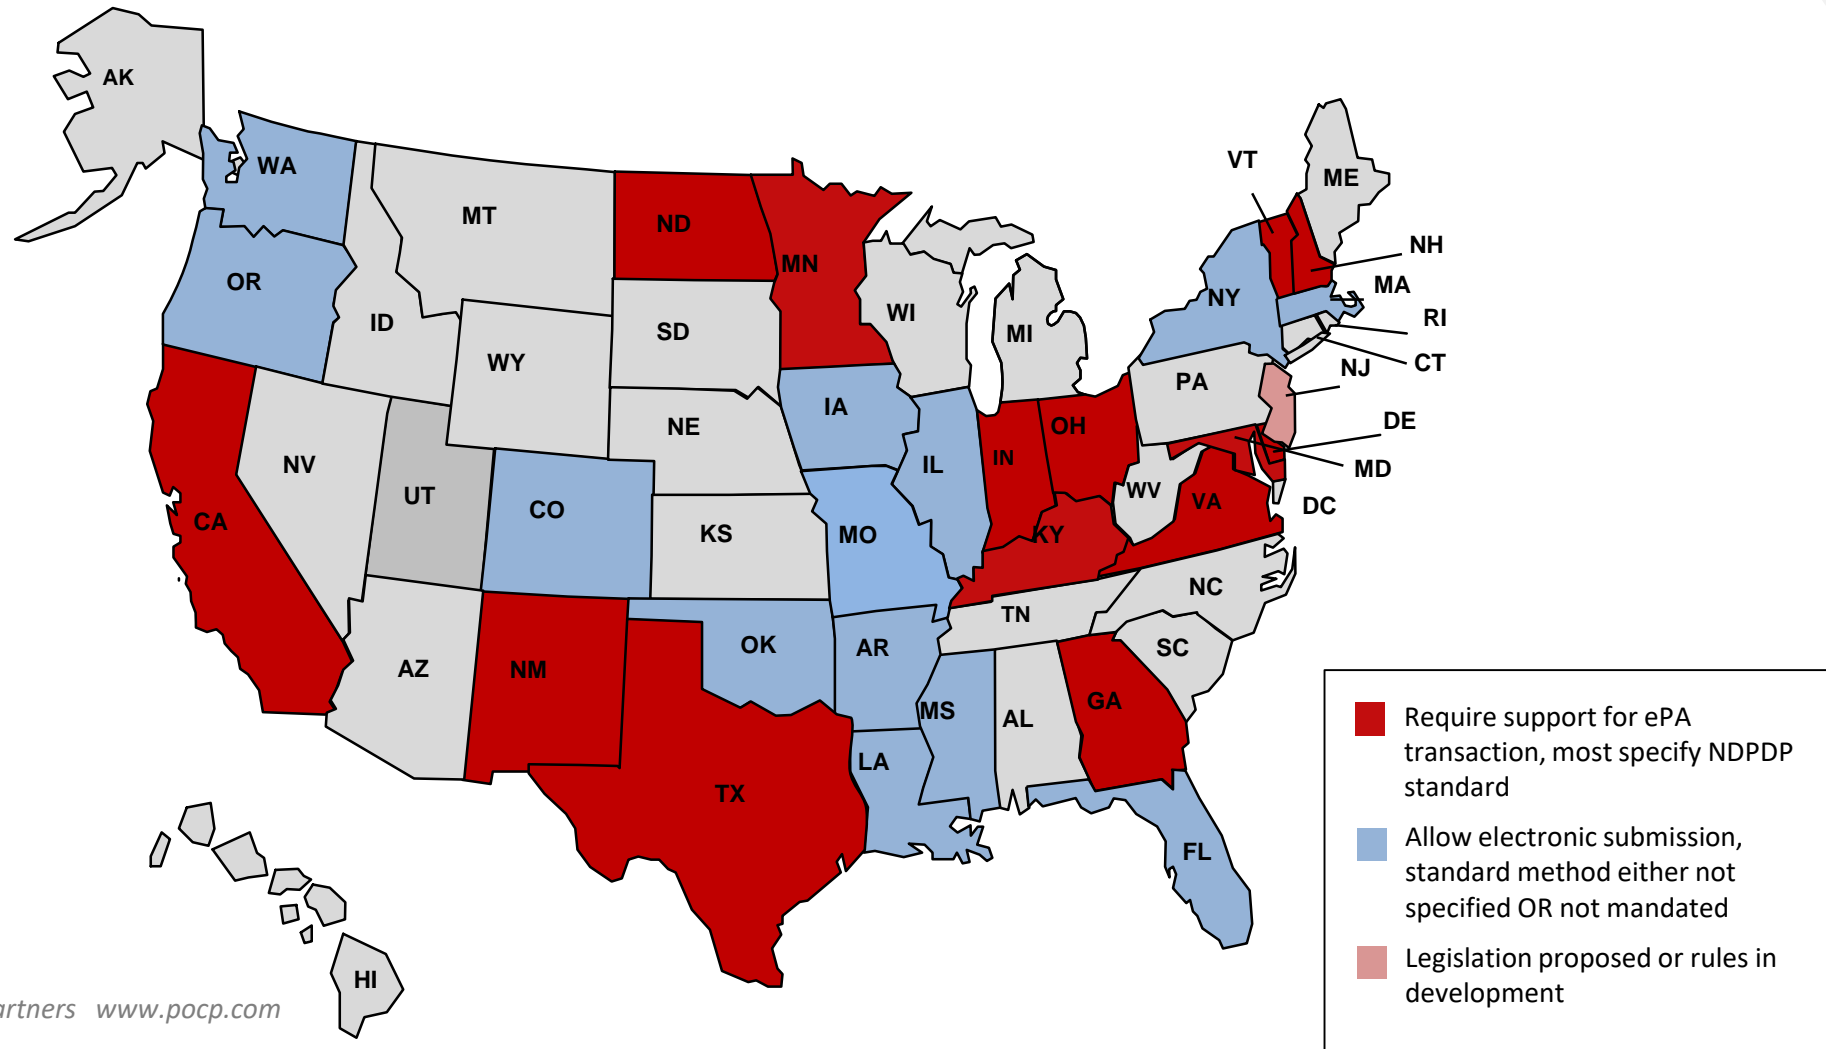 AK
WA
MT
ND
MN
VT
ME
NH
OR
ID
SD
WI
MI
NY
MA
RI
CT
WY
IA
PA
NJ
NE
DE
NV
UT
CO
IL
IN
OH
MD
CA
KS
MO
KY
WV
VA
DC
AZ
NM
OK
AR
TN
NC
SC
TX
LA
MS
AL
GA
FL
HI
Require support for ePA
transaction, most specify NDPDP
standard
Allow electronic submission,
standard method either not
specified OR not mandated
Legislation proposed or rules in
development
artners www.pocp.com